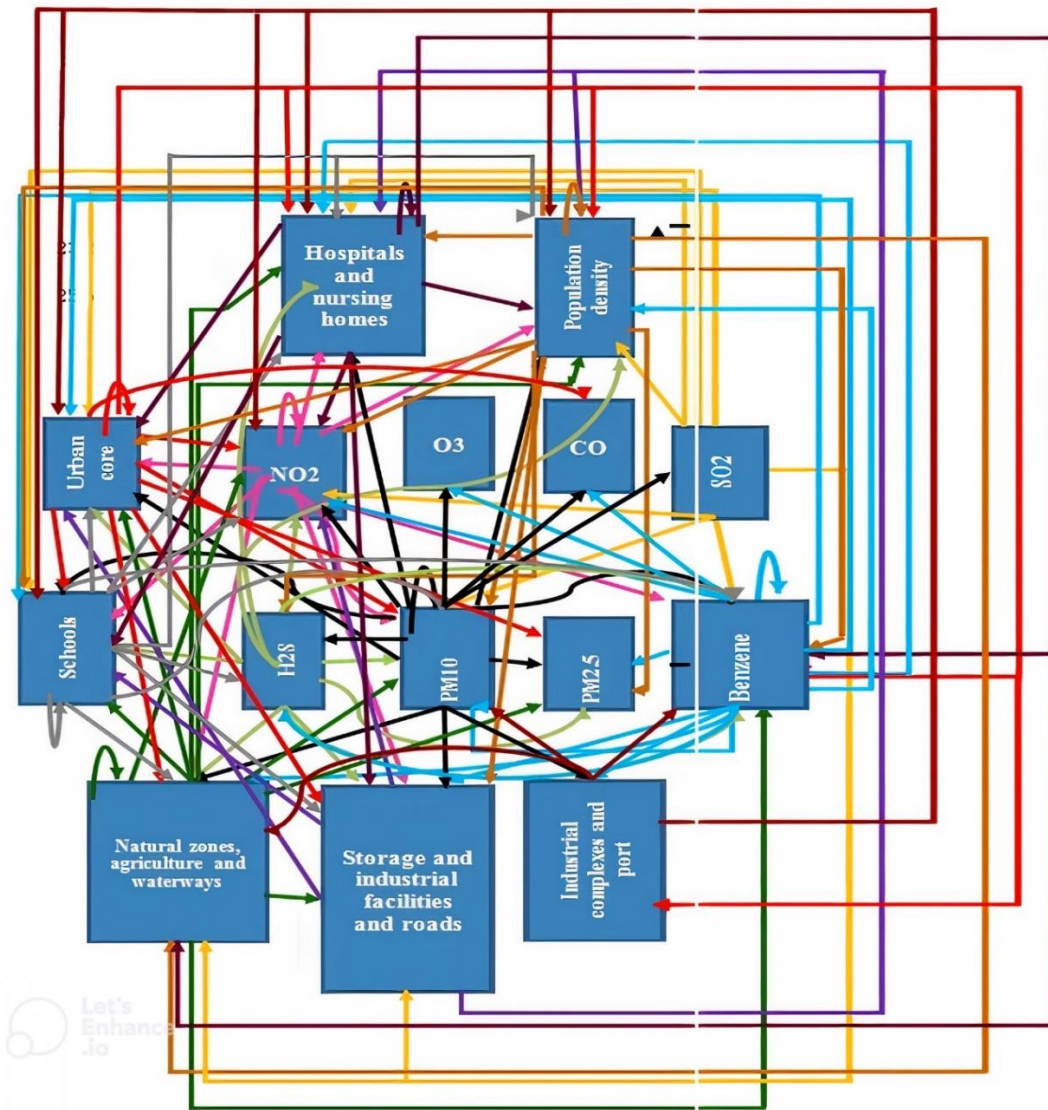 Hospitals
and
nursing
homes
Population
density
Urban
core
NO2
O3
CO
SO2
Schools
H2S
PM10
PM2.5
Benzene
Natural zones,
agriculture and
waterways
Storage and
industrial
facilities
and roads
Industrial
complexes and
port
Let's
Enhance
.io